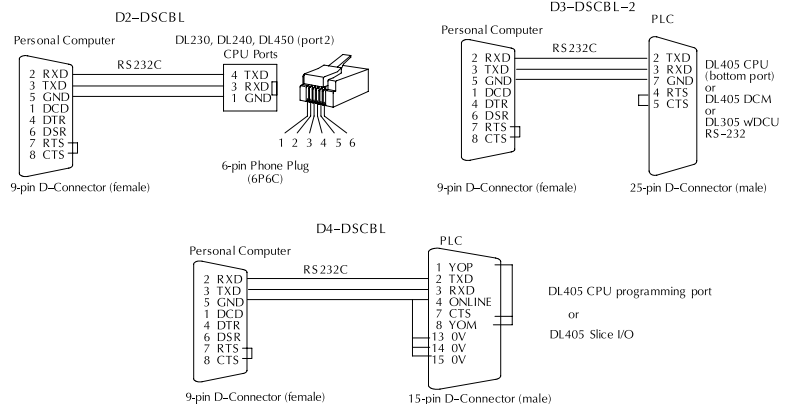 D2–DSCBL
Personal Computer
DL230, DL240, DL450 (port2)
CPU Ports
RS232C
2 RXD
3 TXD
5 GND
1 DCD
4 DTR
6 DSR
7 RTS
8 CTS
4 TXD
3 RXD
1 GND
1 2 3 4 5 6
6-pin Phone Plug
(6P6C)
9-pin D–Connector (female)
D3–DSCBL–2
PLC
Personal Computer
RS232C
2 RXD
3 TXD
5 GND
1 DCD
4 DTR
6 DSR
7 RTS
8 CTS
2 TXD
3 RXD
7 GND
4 RTS
5 CTS
DL405 CPU
(bottom port)
or
DL405 DCM
or
DL305 wDCU
RS–232
9-pin D–Connector (female)
25-pin D–Connector (male)
D4–DSCBL
PLC
Personal Computer
RS232C
2 RXD
3 TXD
5 GND
1 DCD
4 DTR
6 DSR
7 RTS
8 CTS
1 YOP
2 TXD
3 RXD
4 ONLINE
7 CTS
8 YOM
13 0V
14 0V
15 0V
DL405 CPU programming port
or
DL405 Slice I/O
9-pin D–Connector (female)
15-pin D–Connector (male)